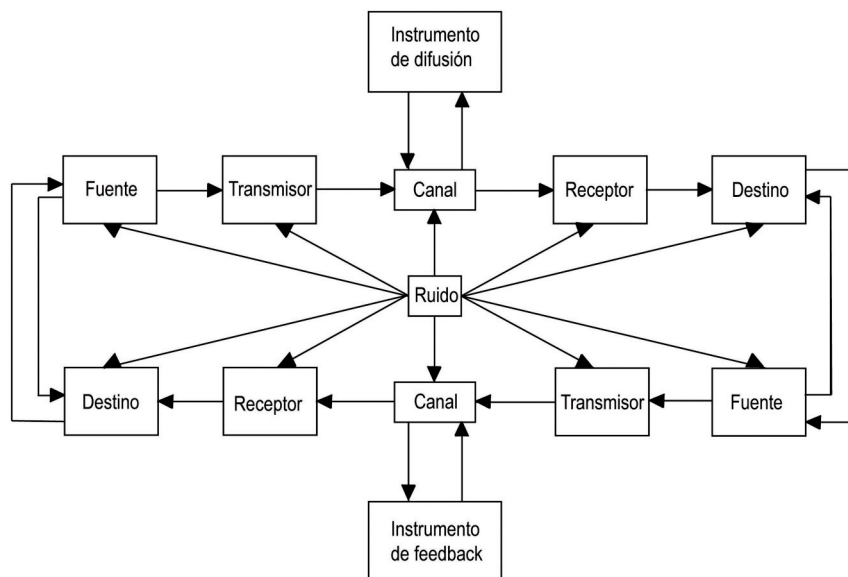 Instrumento
de difusión
Fuente
Transmisor
Canal
Receptor
Destino
Ruido
Destino
Receptor
Canal
Transmisor
Fuente
Instrumento
de feedback